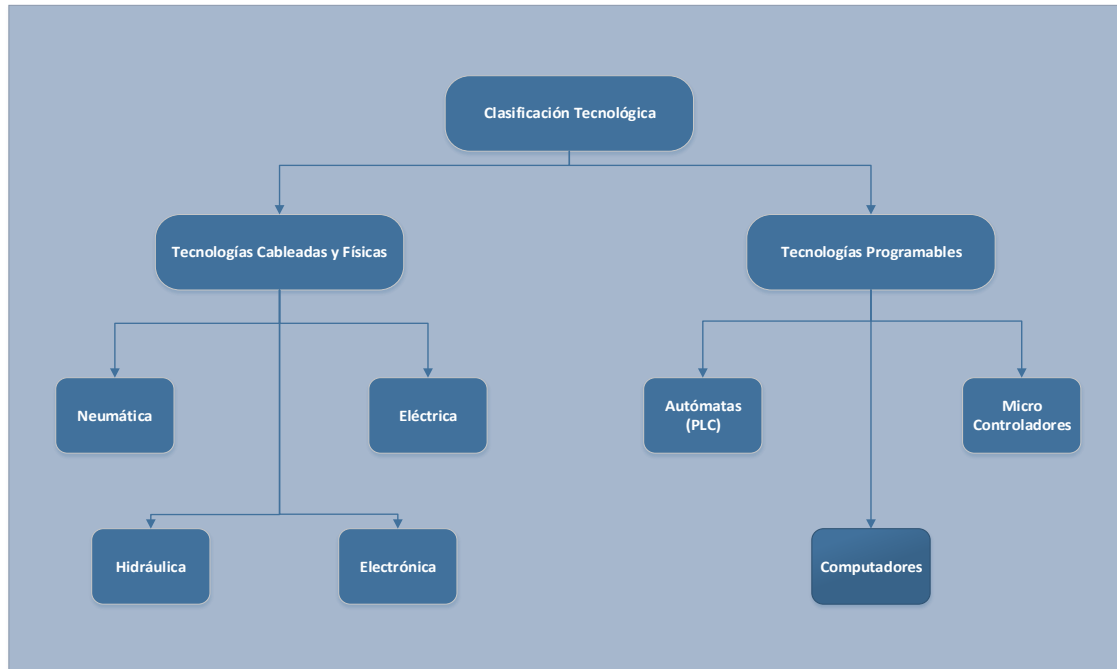 Clasificación Tecnológica
Tecnologías Cableadas y Físicas
Tecnologías Programables
Neumática
Eléctrica
Autómatas
(PLC)
Micro
Controladores
Hidráulica
Electrónica
Computadores